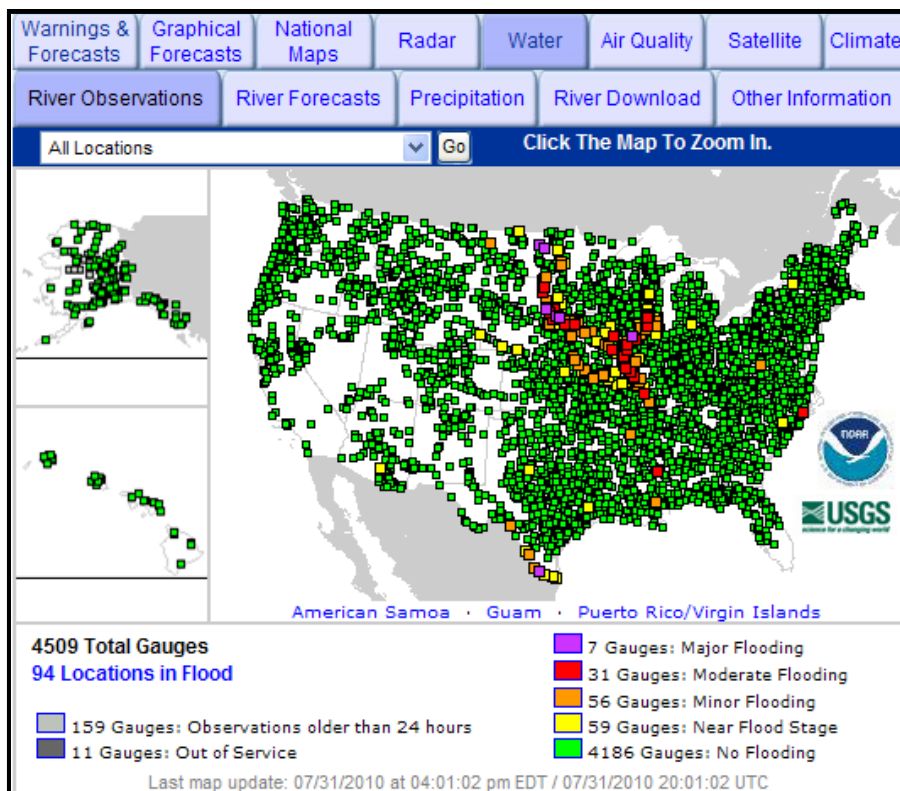 Warnings & Forecasts
Graphical Forecasts
National Maps
Radar
Water
Air Quality
Satellite
Climate
River Observations
River Forecasts
Precipitation
River Download
Other Information
All Locations
Go
Click The Map To Zoom In.
NOAA
USGS
science for a changing world
American Samoa · Guam · Puerto Rico/Virgin Islands
4509 Total Gauges
94 Locations in Flood
159 Gauges: Observations older than 24 hours
11 Gauges: Out of Service
7 Gauges: Major Flooding
31 Gauges: Moderate Flooding
56 Gauges: Minor Flooding
59 Gauges: Near Flood Stage
4186 Gauges: No Flooding
Last map update: 07/31/2010 at 04:01:02 pm EDT / 07/31/2010 20:01:02 UTC